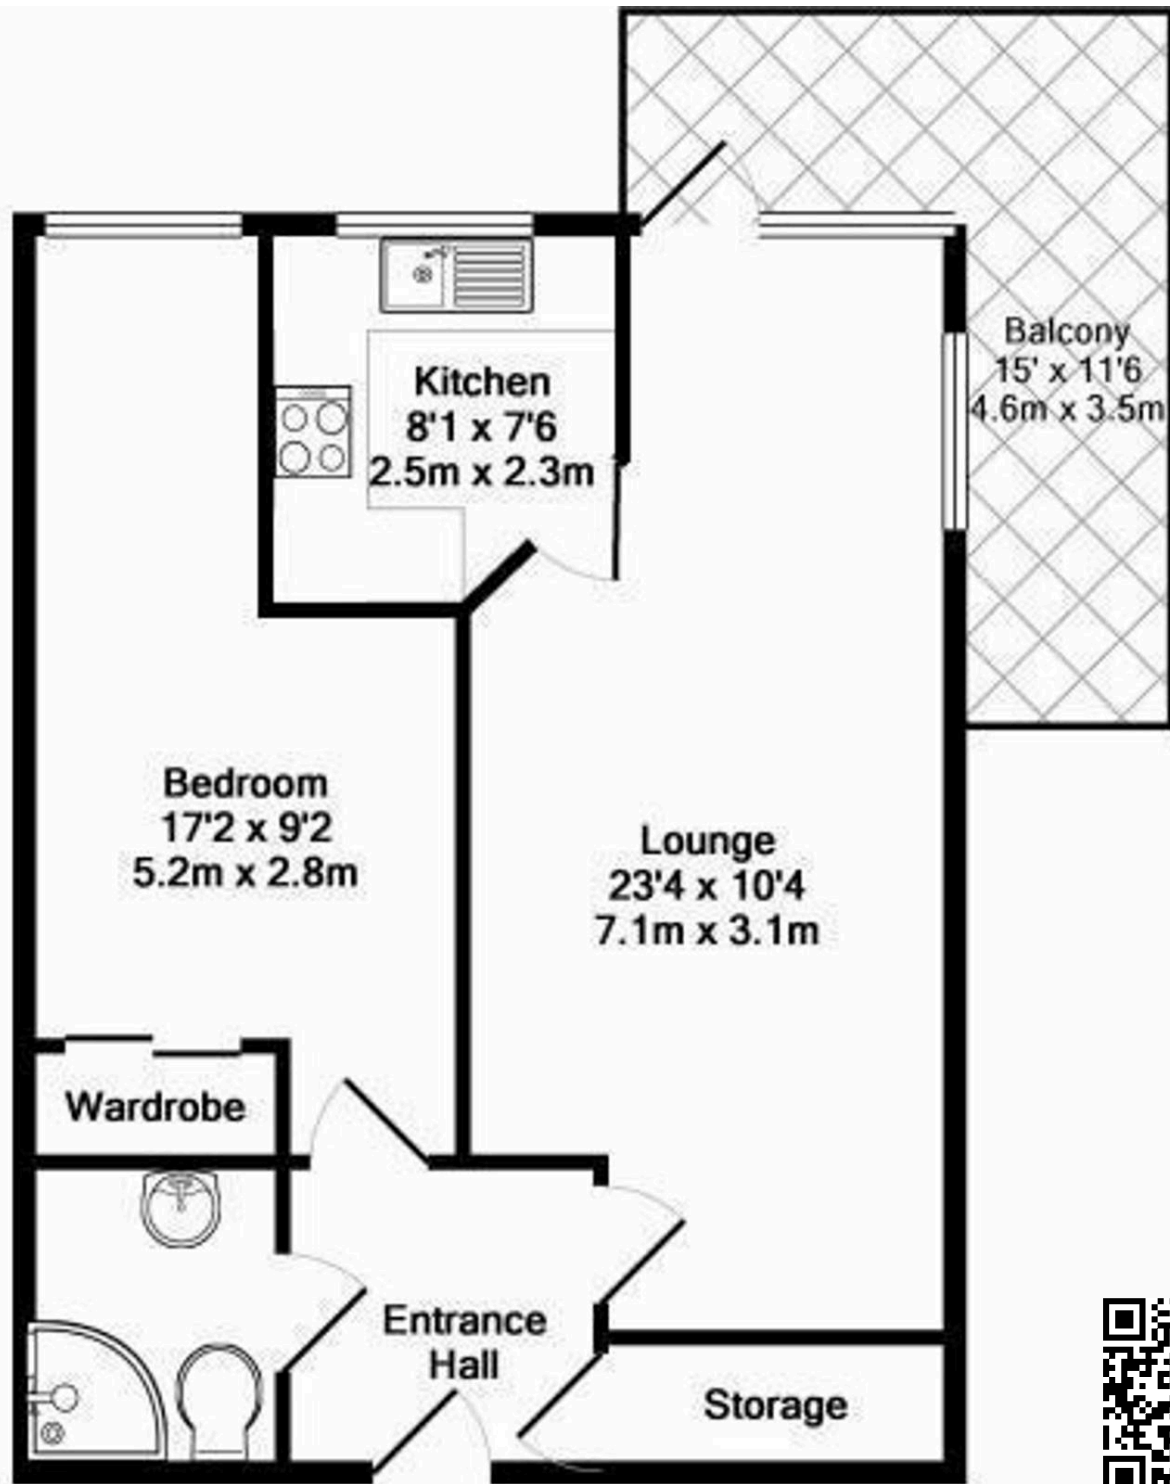 Balcony
15' x 11'6
4.6m x 3.5m
Kitchen
8'1 x 7'6
2.5m x 2.3m
Bedroom
17'2 x 9'2
5.2m x 2.8m
Lounge
23'4 x 10'4
7.1m x 3.1m
Wardrobe
Entrance
Hall
Storage